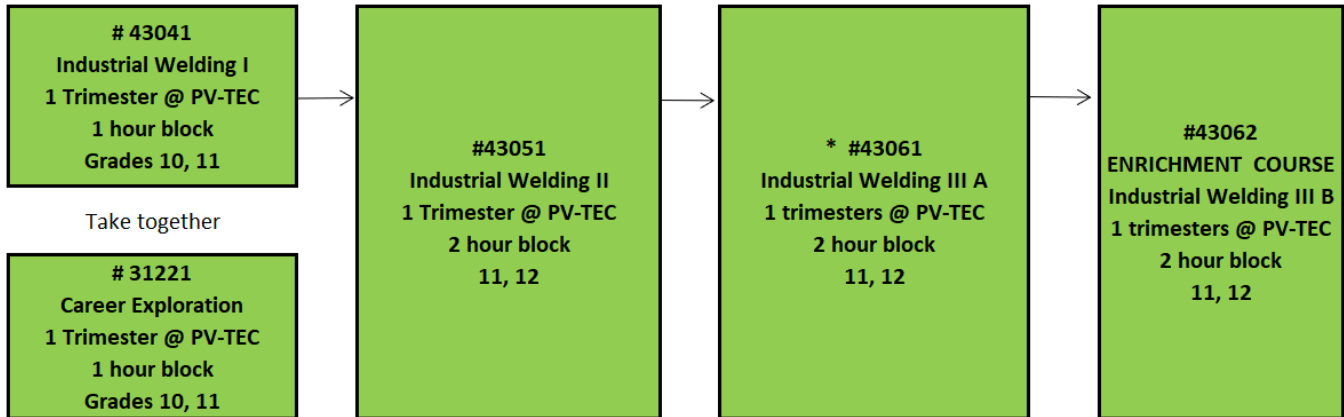 # 43041
Industrial Welding I
1 Trimester @ PV-TEC
1 hour block
Grades 10, 11
Take together
# 31221
Career Exploration
1 Trimester @ PV-TEC
1 hour block
Grades 10, 11
#43051
Industrial Welding II
1 Trimester @ PV-TEC
2 hour block
11, 12
* #43061
Industrial Welding III A
1 trimesters @ PV-TEC
2 hour block
11, 12
#43062
ENRICHMENT COURSE
Industrial Welding III B
1 trimesters @ PV-TEC
2 hour block
11, 12